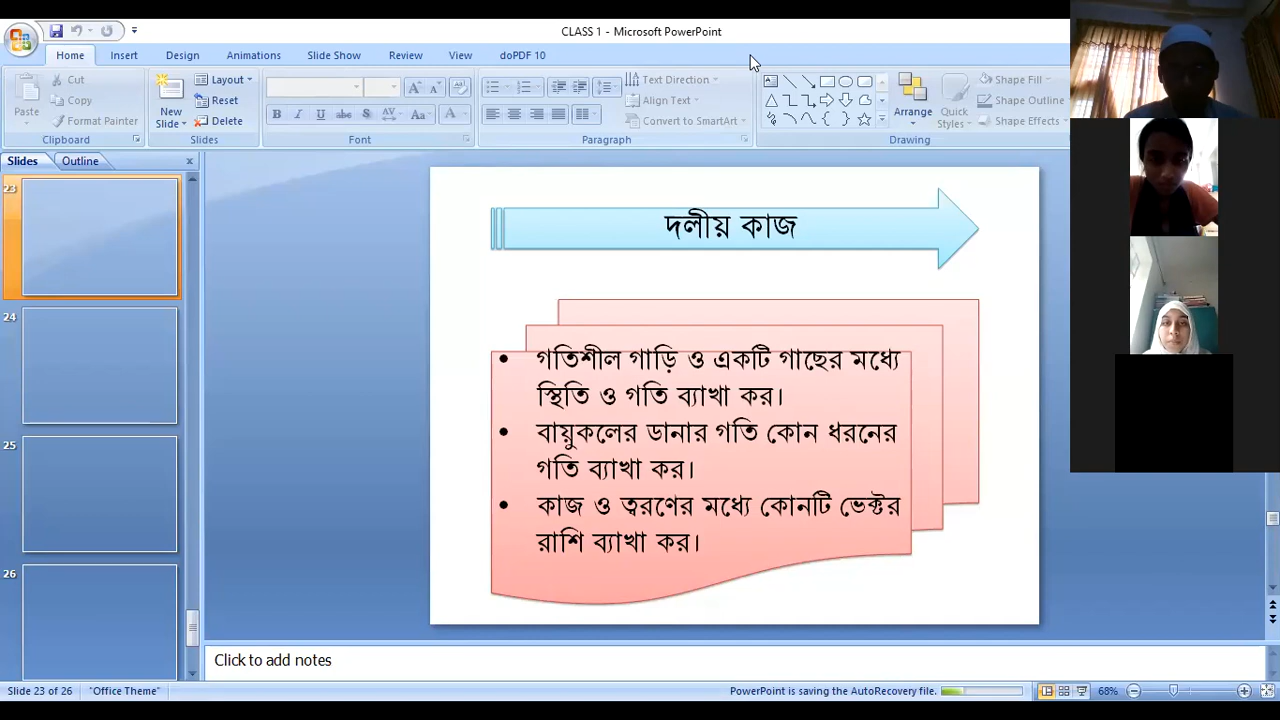 CLASS 1 - Microsoft PowerPoint
Home Insert Design Animations Slide Show Review View doPDF 10
Paste
Cut
Copy
Format Painter
Clipboard
New Slide
Layout
Reset
Delete
Slides
B I U abc S AV Aa A
Font
Text Direction
Align Text
Convert to SmartArt
Paragraph
Arrange
Quick Styles
Shape Fill
Shape Outline
Shape Effects
Drawing
Slides Outline
23
24
25
26
দলীয় কাজ
• গতিশীল গাড়ি ও একটি গাছের মধ্যে
স্থিতি ও গতি ব্যাখা কর।
• বায়ুকলের ডানার গতি কোন ধরনের
গতি ব্যাখা কর।
• কাজ ও ত্বরণের মধ্যে কোনটি ভেক্টর
রাশি ব্যাখা কর।
Click to add notes
Slide 23 of 26 "Office Theme" PowerPoint is saving the AutoRecovery file. 68%